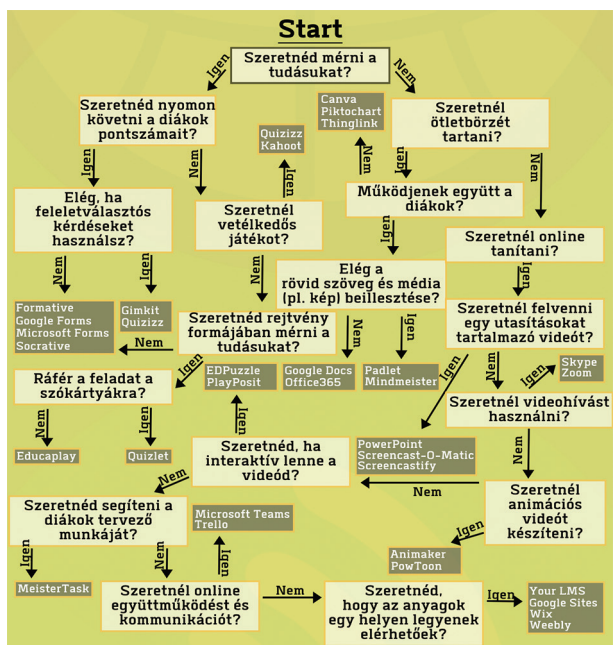 Start
Szeretnéd mérni a
tudásukat?
Igen
Nem
Szeretnéd nyomon
követni a diákok
pontszámait?
Canva
Piktochart
Thinglink
Szeretnél
ötletbörzét
tartani?
Quizizz
Kahoot
Igen
Nem
Igen
Nem
Igen
Nem
Elég, ha
feleletválasztós
kérdéseket
használsz?
Szeretnél
vetélkedős
játékot?
Működjenek együtt a
diákok?
Szeretnél online
tanítani?
Nem
Igen
Nem
Igen
Igen
Elég a
rövid szöveg és média
(pl. kép) beillesztése?
Formative
Google Forms
Microsoft Forms
Socrative
Gimkit
Quizizz
Szeretnéd rejtvény
formájában mérni a
tudásukat?
Szeretnél felvenni
egy utasításokat
tartalmazó videót?
Nem
Igen
Nem
Igen
Igen
Nem
Igen
Skype
Zoom
EDPuzzle
PlayPosit
Google Docs
Office365
Padlet
Mindmeister
Ráfér a feladat a
szókártyákra?
Szeretnél videohívást
használni?
Nem
Igen
Igen
Nem
Educaplay
Quizlet
Szeretnéd, ha
interaktív lenne a
videód?
PowerPoint
Screencast-O-Matic
Screencastify
Nem
Nem
Szeretnél
animációs
videót
készíteni?
Szeretnéd segíteni a
diákok tervező
munkáját?
Microsoft Teams
Trello
Igen
Igen
Nem
Igen
Animaker
PowToon
MeisterTask
Szeretnél online
együttműködést és
kommunikációt?
Nem
Szeretnéd,
hogy az anyagok
egy helyen legyenek
elérhetőek?
Igen
Your LMS
Google Sites
Wix
Weebly